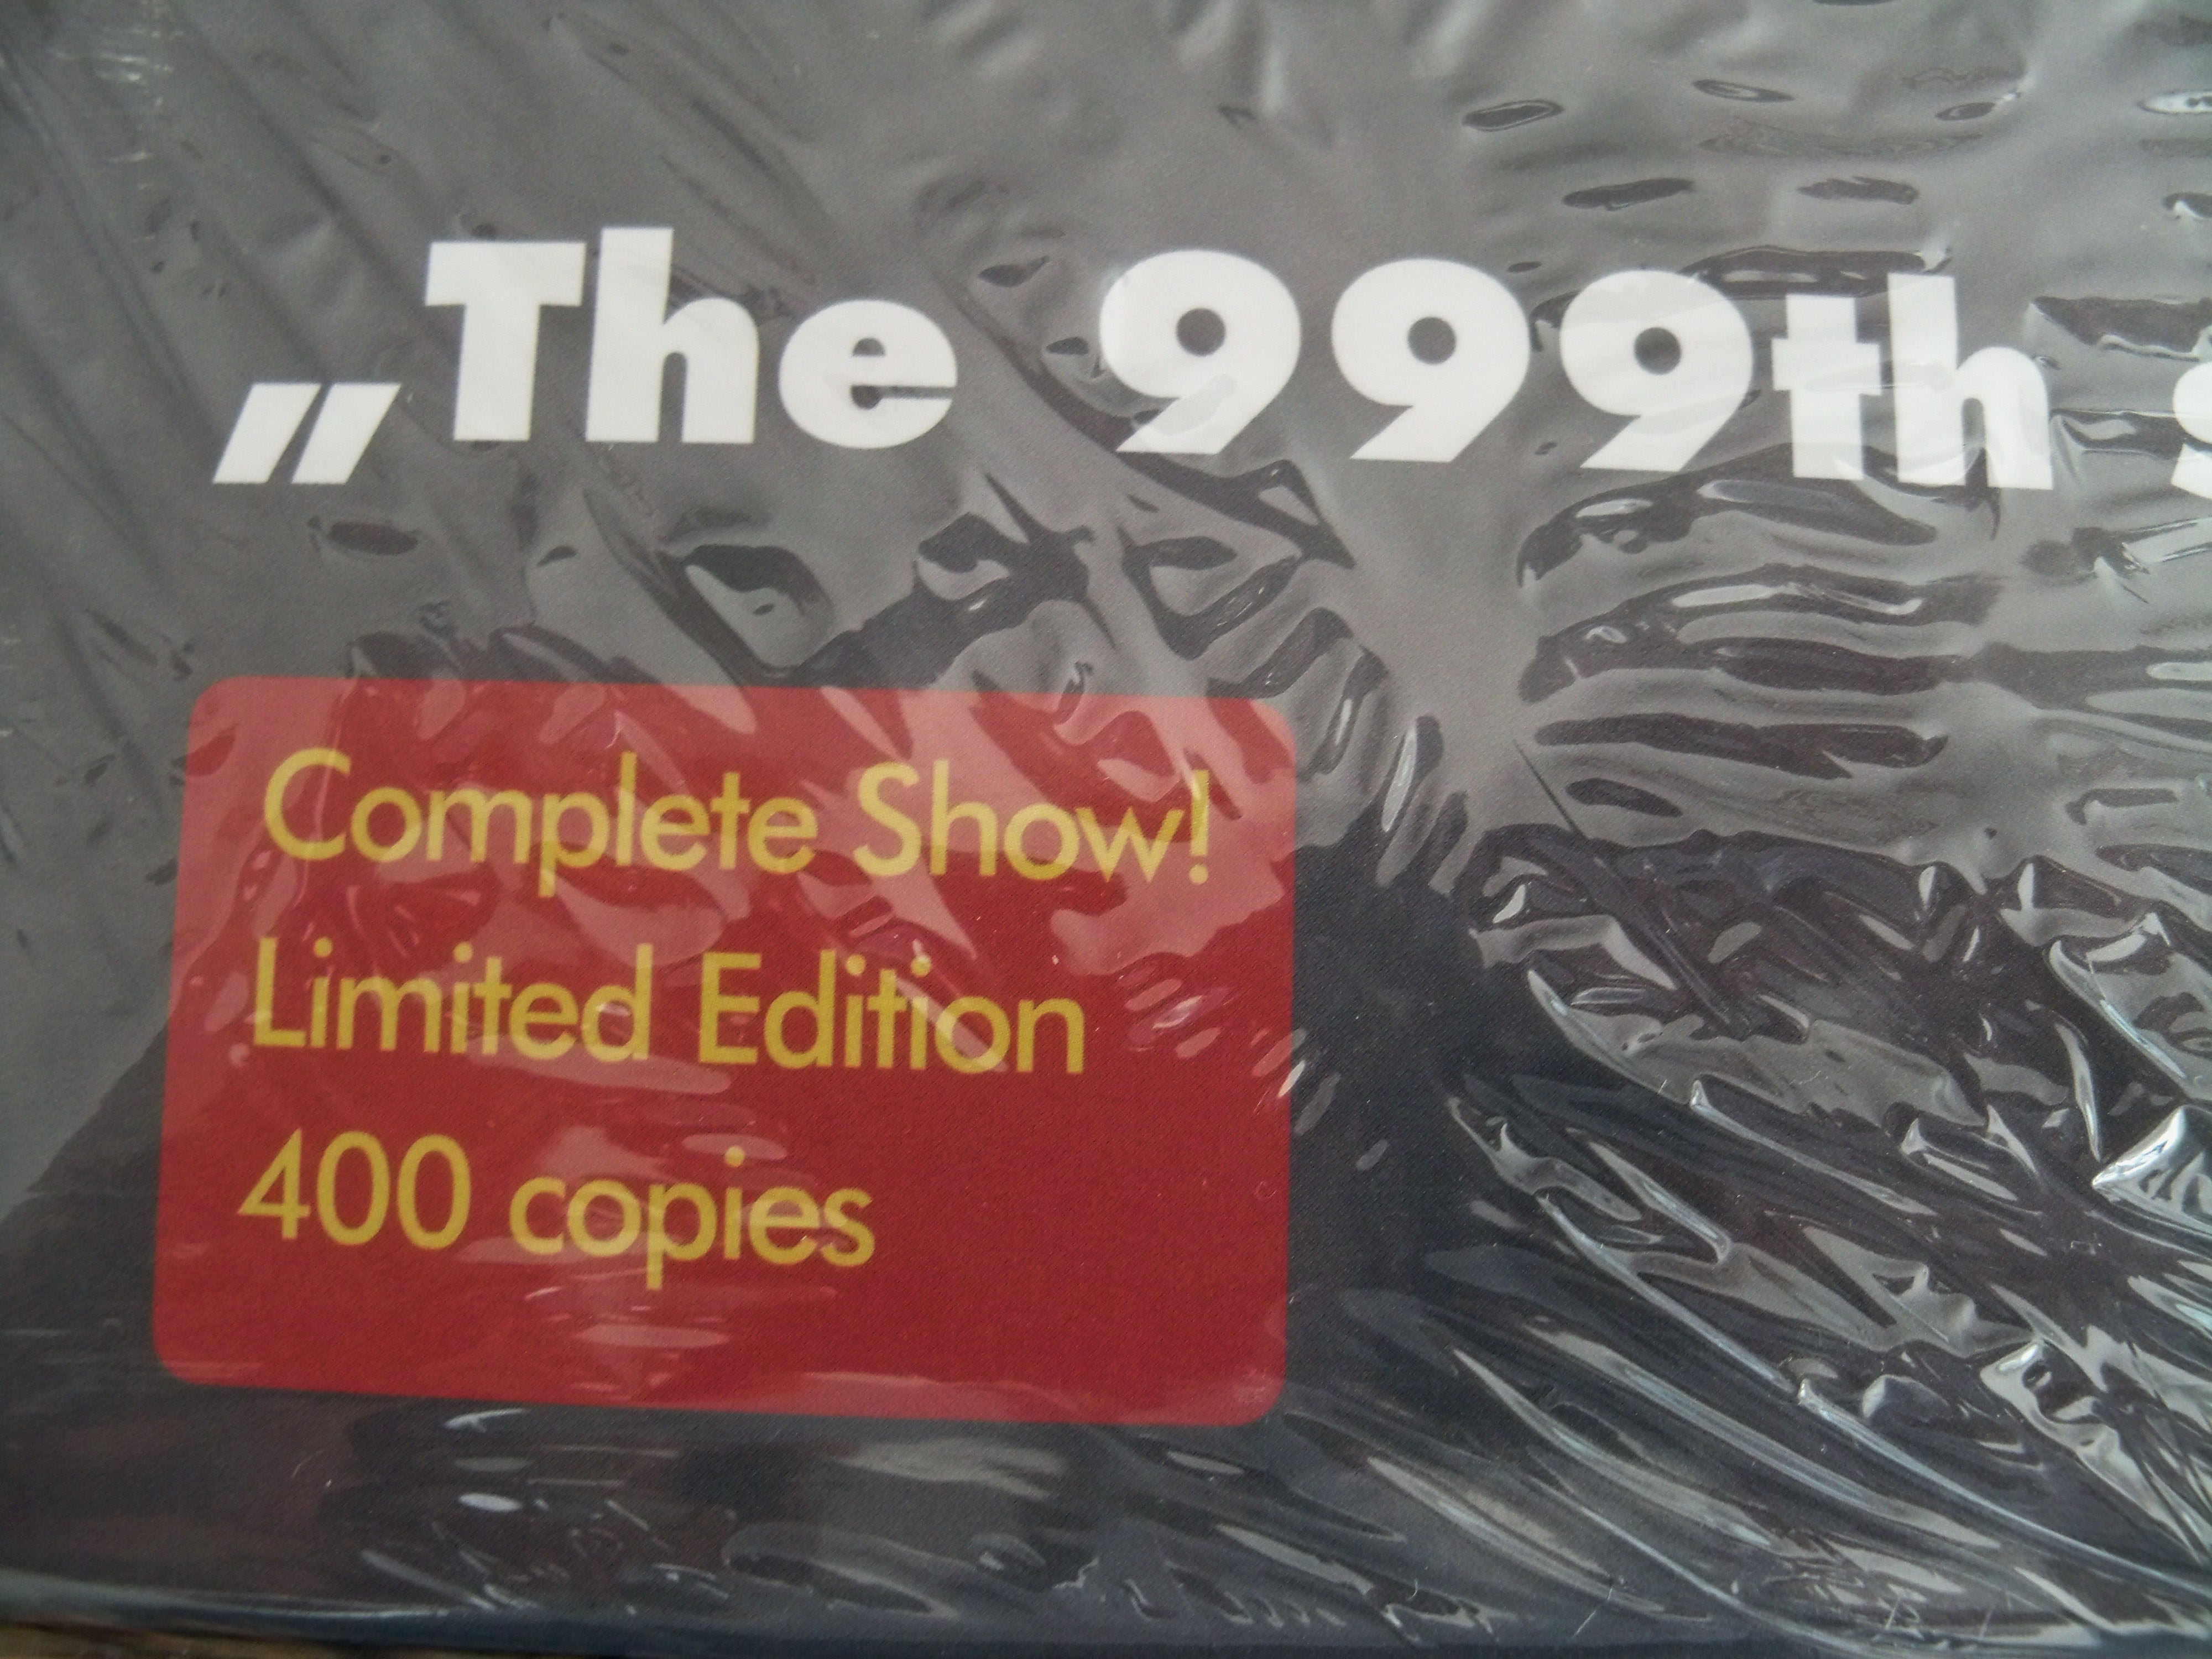 „The 999th
Complete Show!
Limited Edition
400 copies